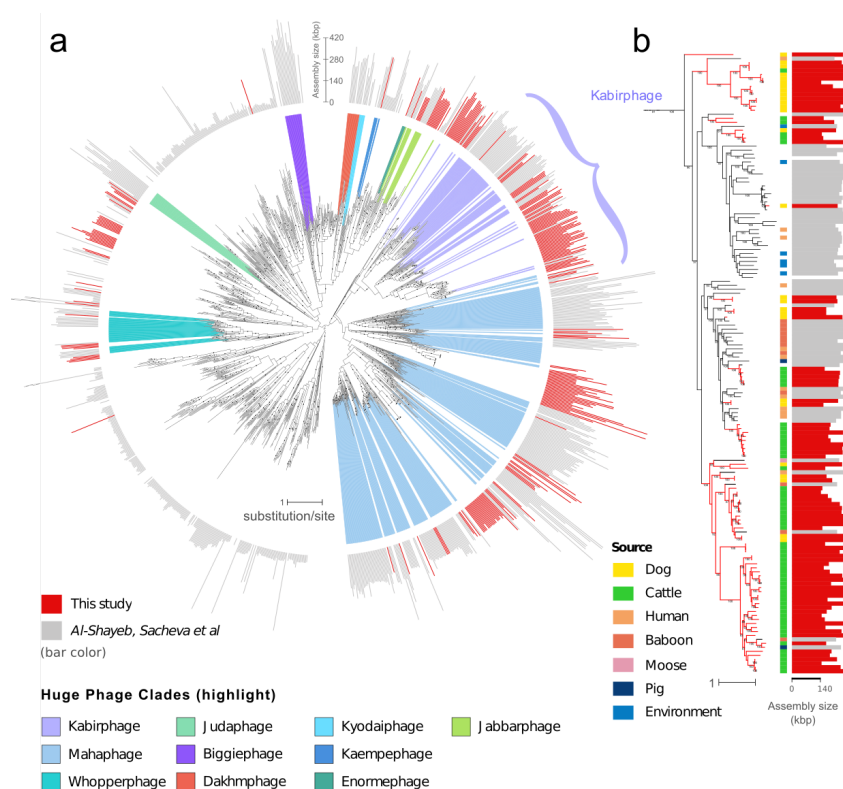 a
b
Assembly size (kbp)
420
280
140
0
Kabirphage
1
substitution/site
This study
Al-Shayeb, Sacheva et al
(bar color)
Huge Phage Clades (highlight)
Kabirphage
Judaphage
Kyodaiphage
Jabbarphage
Mahaphage
Biggiephage
Kaempephage
Whopperphage
Dakhmphage
Enormephage
Source
Dog
Cattle
Human
Baboon
Moose
Pig
Environment
1
0 140
Assembly size
(kbp)